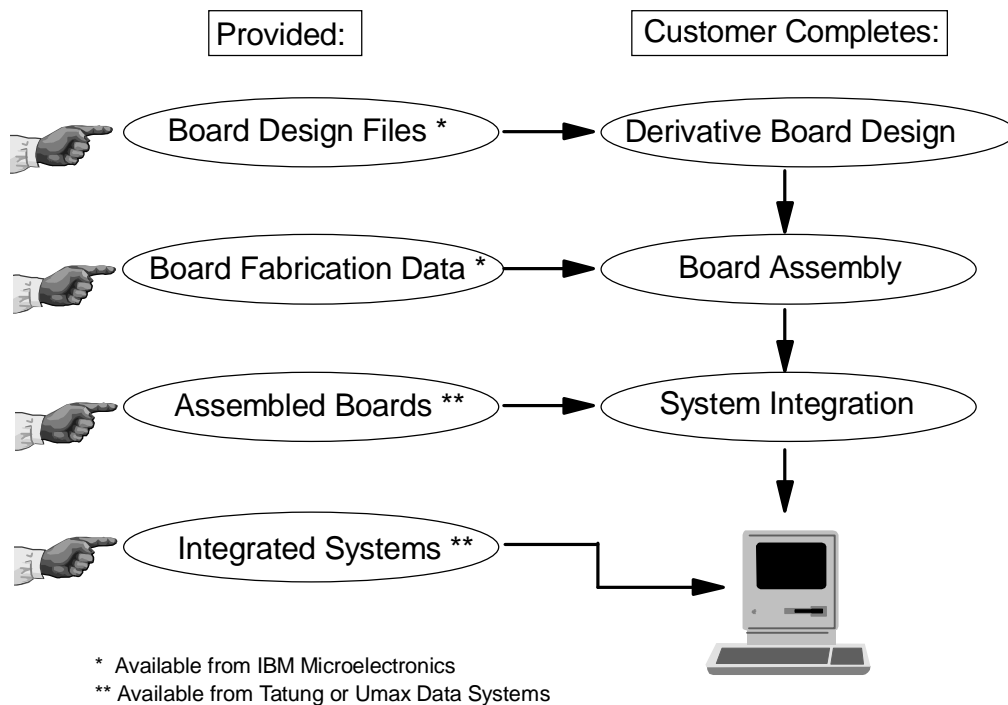 Provided:
Customer Completes:
Board Design Files *
Derivative Board Design
Board Fabrication Data *
Board Assembly
Assembled Boards **
System Integration
Integrated Systems **
* Available from IBM Microelectronics
** Available from Tatung or Umax Data Systems